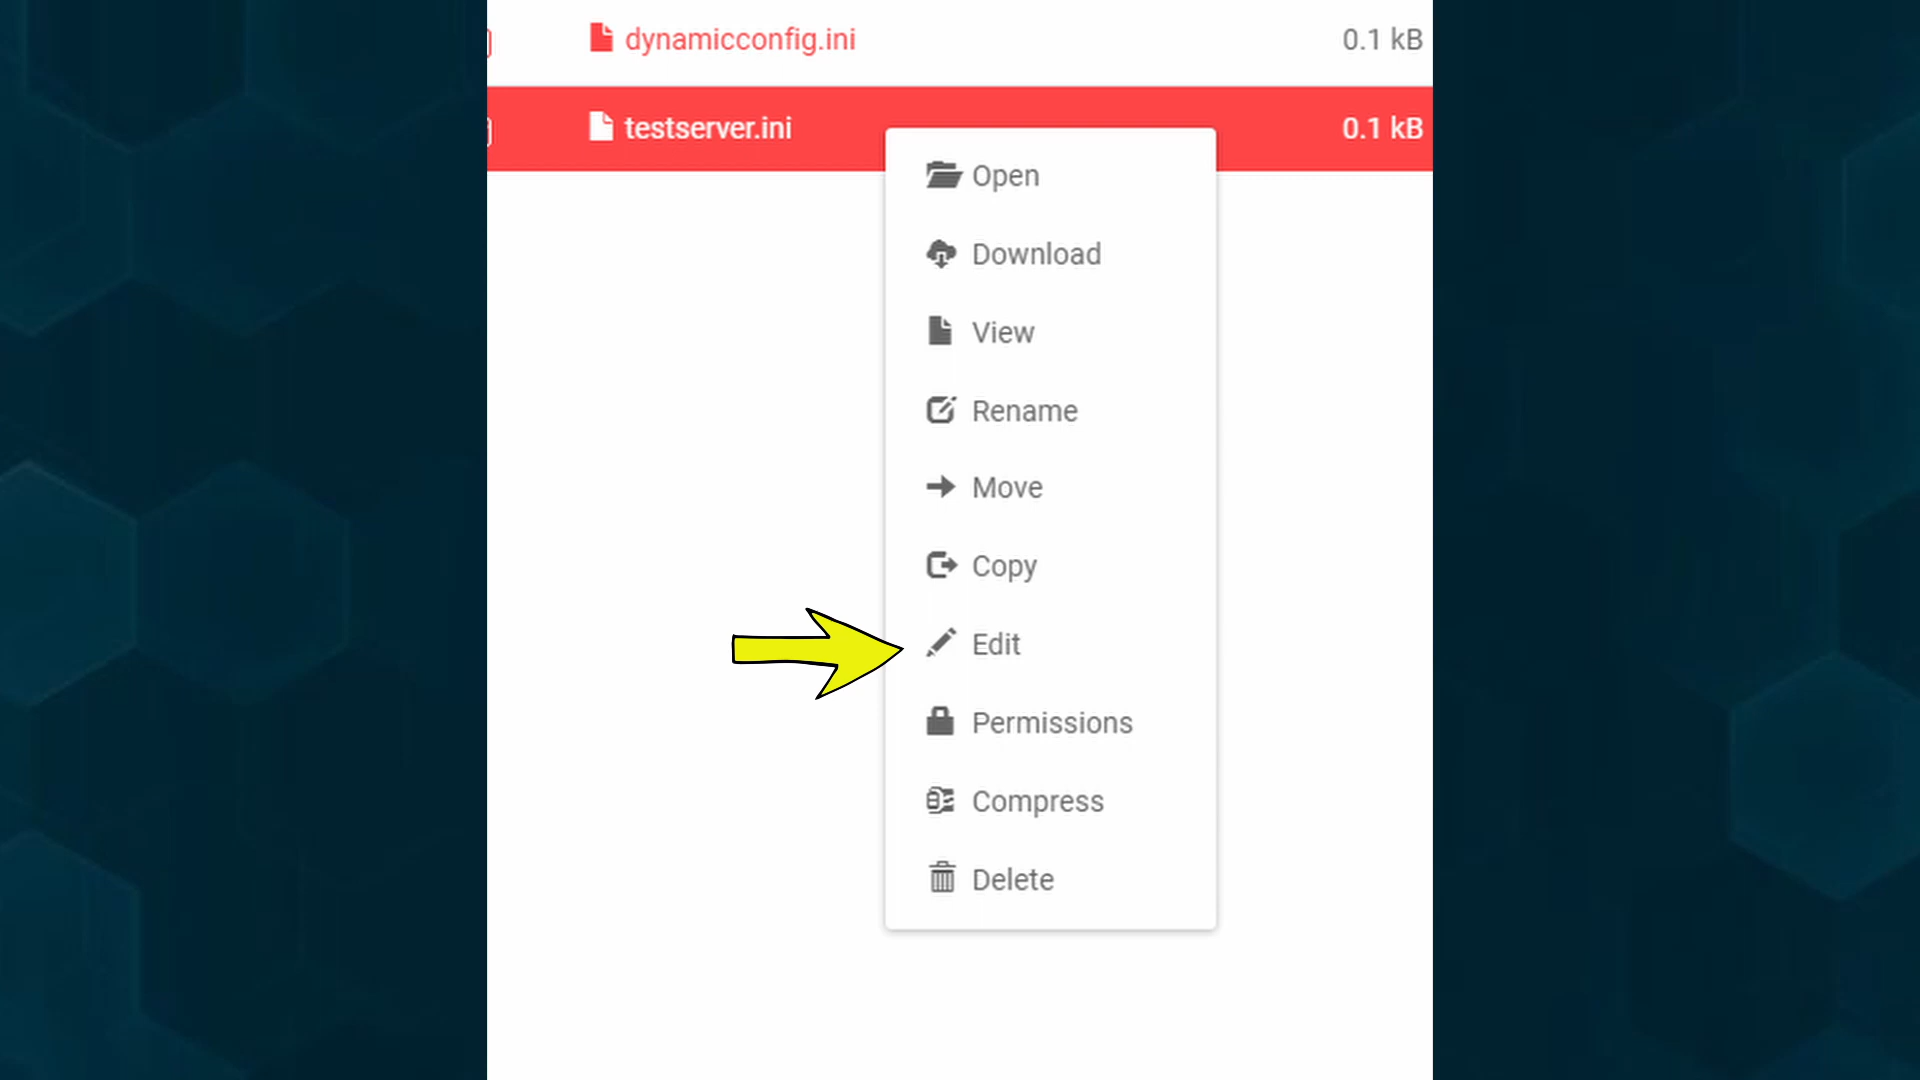 dynamicconfig.ini 0.1 kB
testserver.ini 0.1 kB
Open
Download
View
Rename
Move
Copy
Edit
Permissions
Compress
Delete